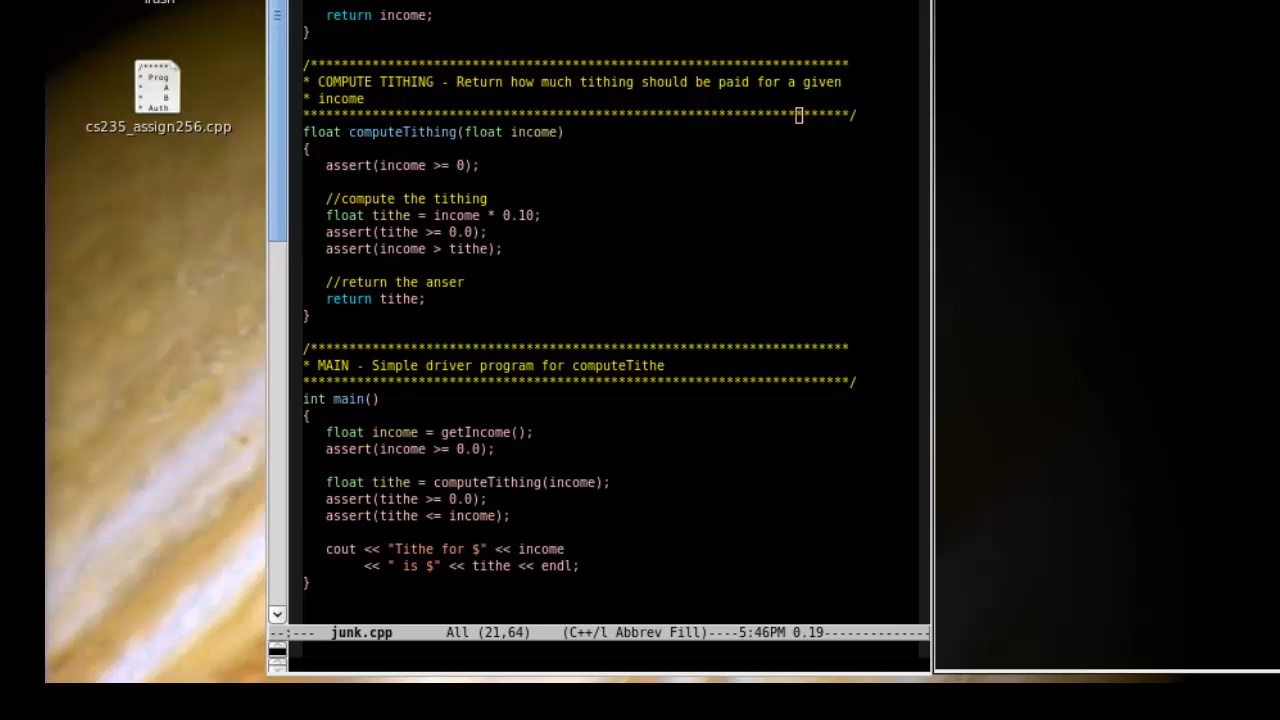 /*****
* Prog
* A
* B
* Auth
cs235_assign256.cpp
return income;
}
/**********************************************************************
* COMPUTE TITHING - Return how much tithing should be paid for a given
* income
***********************************************************************/
float computeTithing(float income)
{
assert(income >= 0);
//compute the tithing
float tithe = income * 0.10;
assert(tithe >= 0.0);
assert(income > tithe);
//return the anser
return tithe;
}
/**********************************************************************
* MAIN - Simple driver program for computeTithe
***********************************************************************/
int main()
{
float income = getIncome();
assert(income >= 0.0);
float tithe = computeTithing(income);
assert(tithe >= 0.0);
assert(tithe <= income);
cout << "Tithe for $" << income
<< " is $" << tithe << endl;
}
--:--- junk.cpp All (21,64) (C++/l Abbrev Fill)----5:46PM 0.19--------------